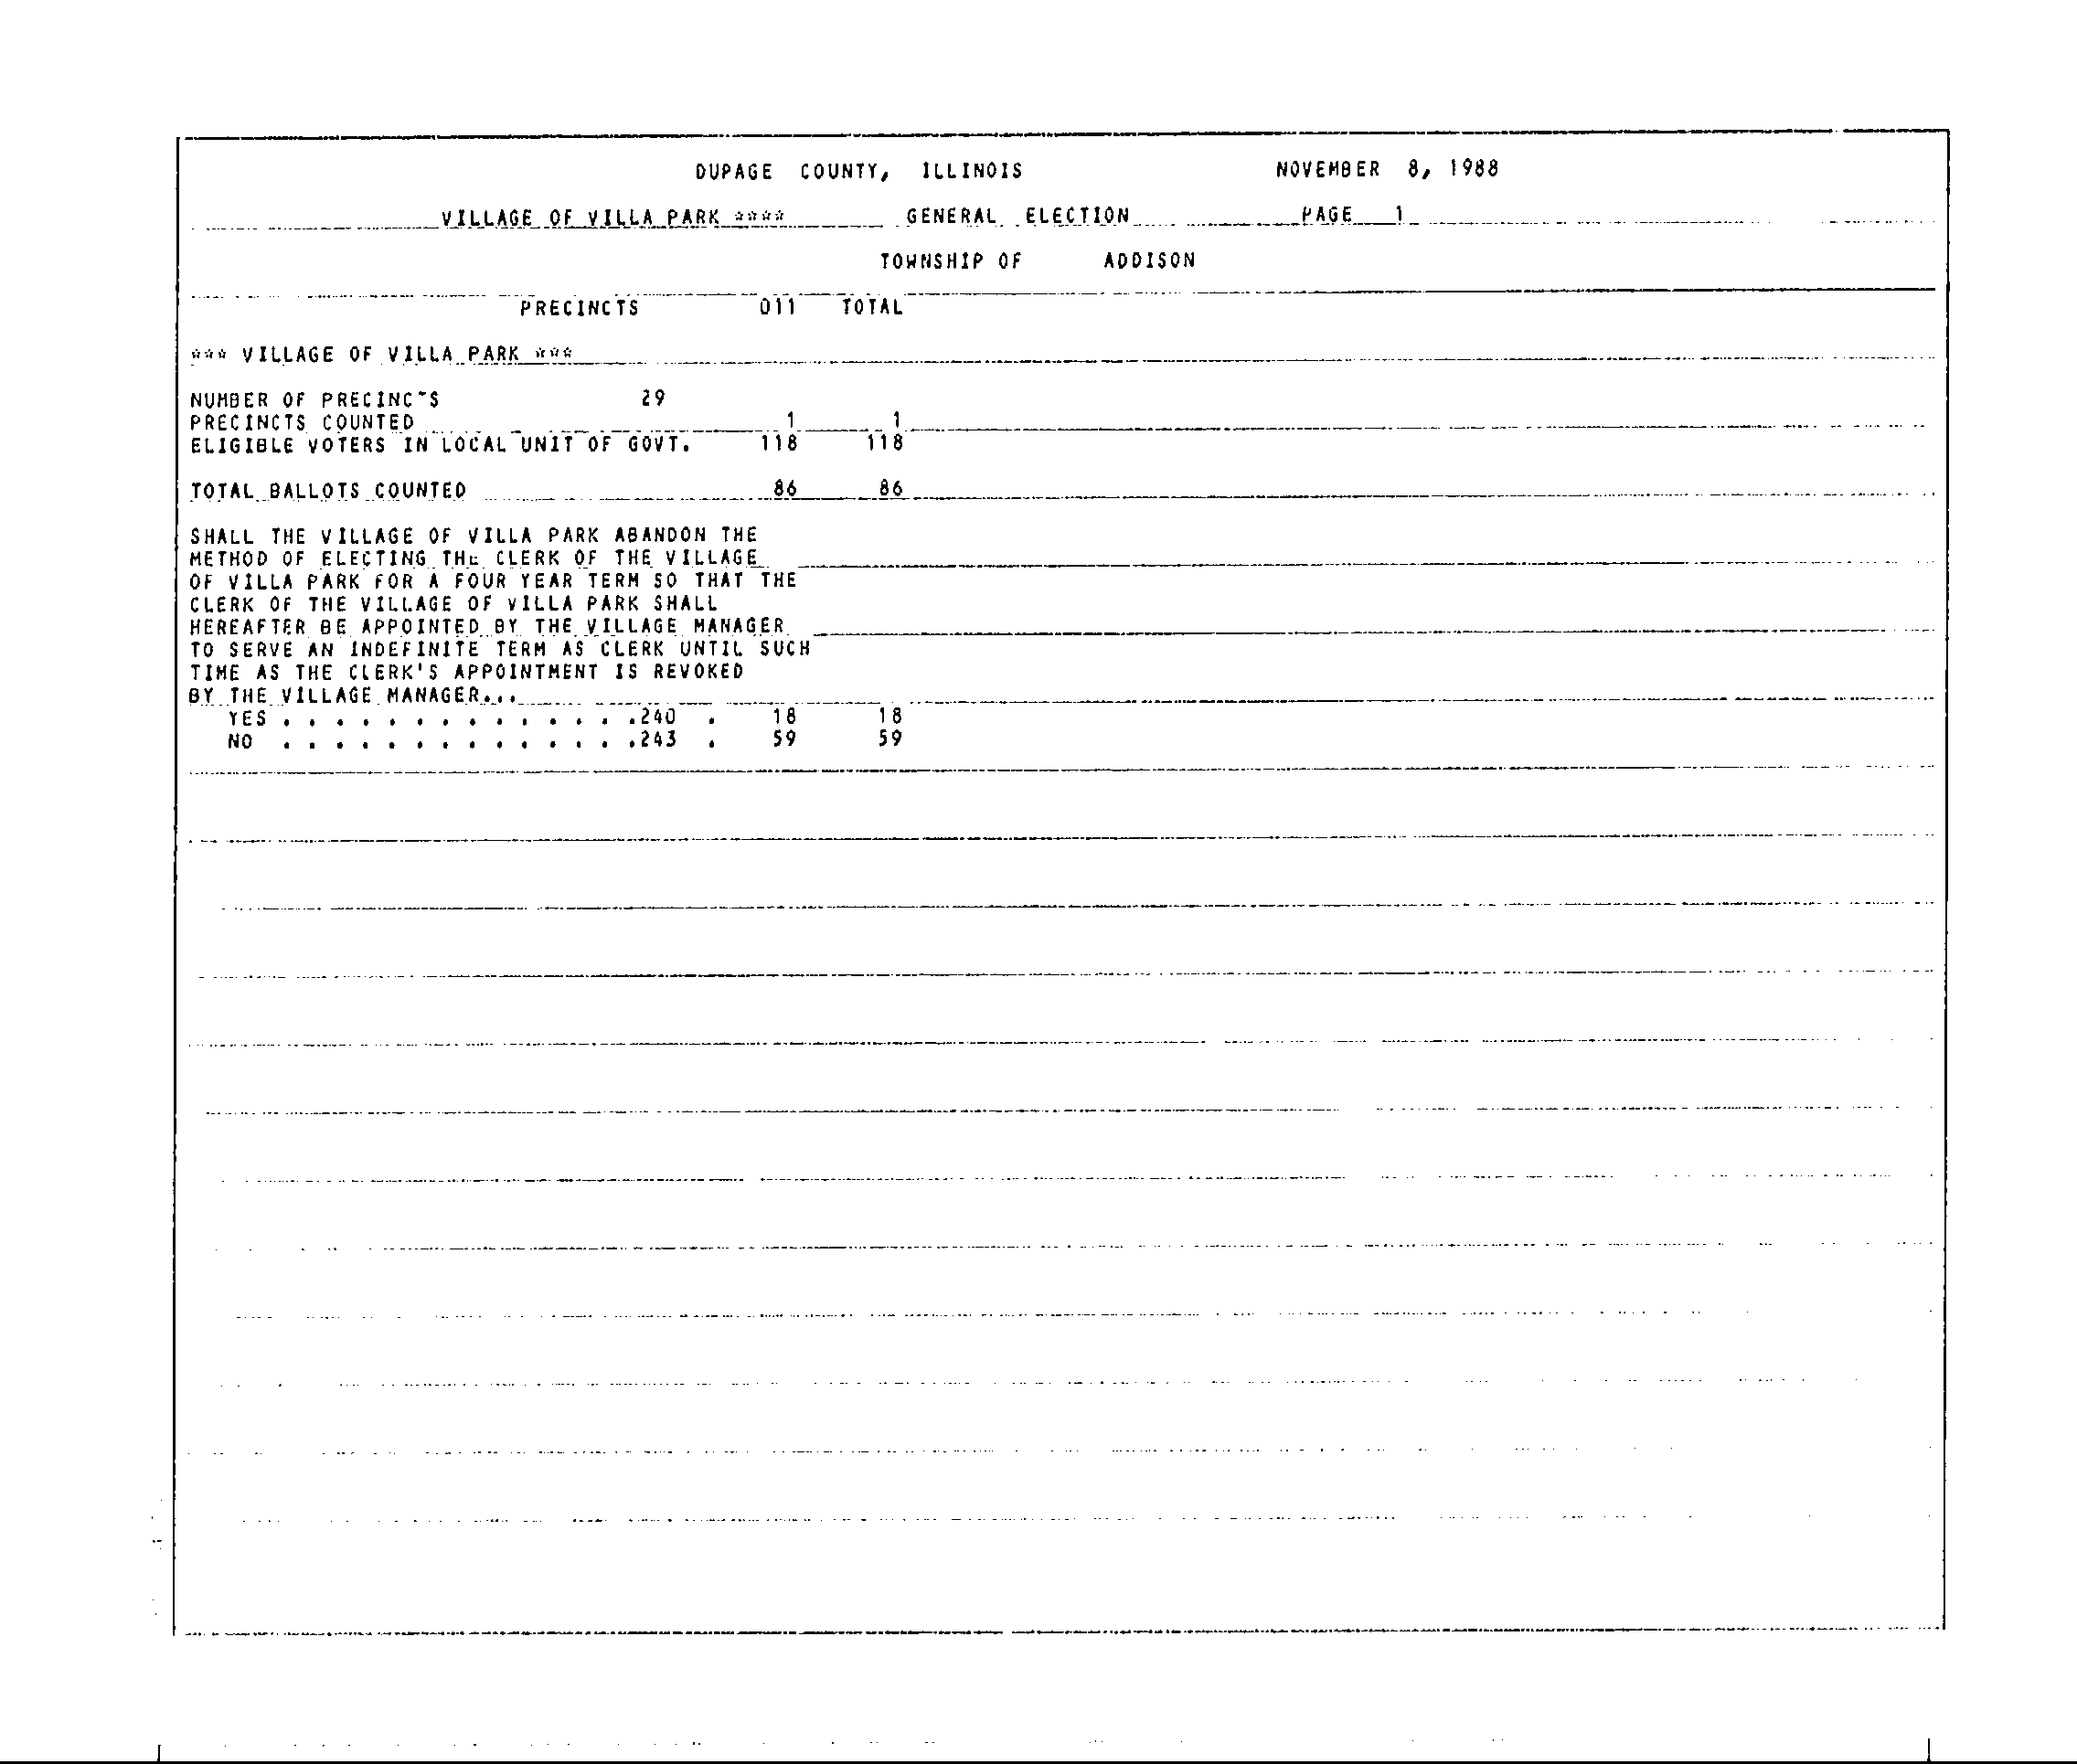 DUPAGE COUNTY, ILLINOIS NOVEMBER 8, 1988
VILLAGE OF VILLA PARK **** GENERAL ELECTION PAGE 1
TOWNSHIP OF ADDISON
PRECINCTS 011 TOTAL
*** VILLAGE OF VILLA PARK ***
NUMBER OF PRECINCTS 29
PRECINCTS COUNTED 1 1
ELIGIBLE VOTERS IN LOCAL UNIT OF GOVT. 118 118
TOTAL BALLOTS COUNTED 86 86
SHALL THE VILLAGE OF VILLA PARK ABANDON THE
METHOD OF ELECTING THE CLERK OF THE VILLAGE
OF VILLA PARK FOR A FOUR YEAR TERM SO THAT THE
CLERK OF THE VILLAGE OF VILLA PARK SHALL
HEREAFTER BE APPOINTED BY THE VILLAGE MANAGER
TO SERVE AN INDEFINITE TERM AS CLERK UNTIL SUCH
TIME AS THE CLERK'S APPOINTMENT IS REVOKED
BY THE VILLAGE MANAGER...
YES . . . . . . . . . . . . . .240 . 18 18
NO . . . . . . . . . . . . . .243 . 59 59